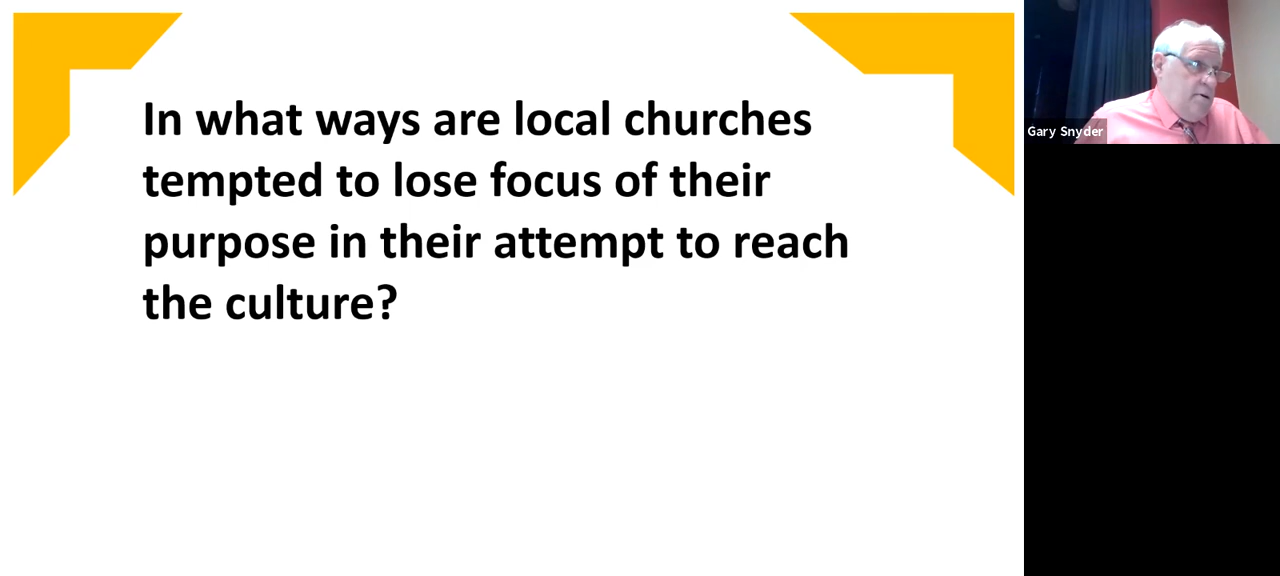 In what ways are local churches
tempted to lose focus of their
purpose in their attempt to reach
the culture?
Gary Snyder